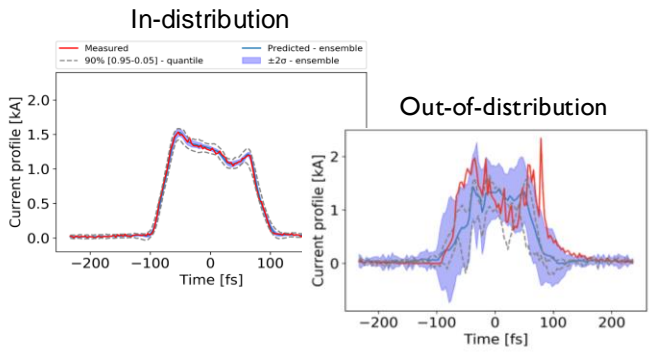 In-distribution
Measured
Predicted - ensemble
90% [0.95-0.05] - quantile
±2σ - ensemble
Current profile [kA]
2.0
1.5
1.0
0.5
0.0
−200
−100
0
100
Time [fs]
Out-of-distribution
Current profile [kA]
2
1
0
−200
−100
0
100
200
Time [fs]